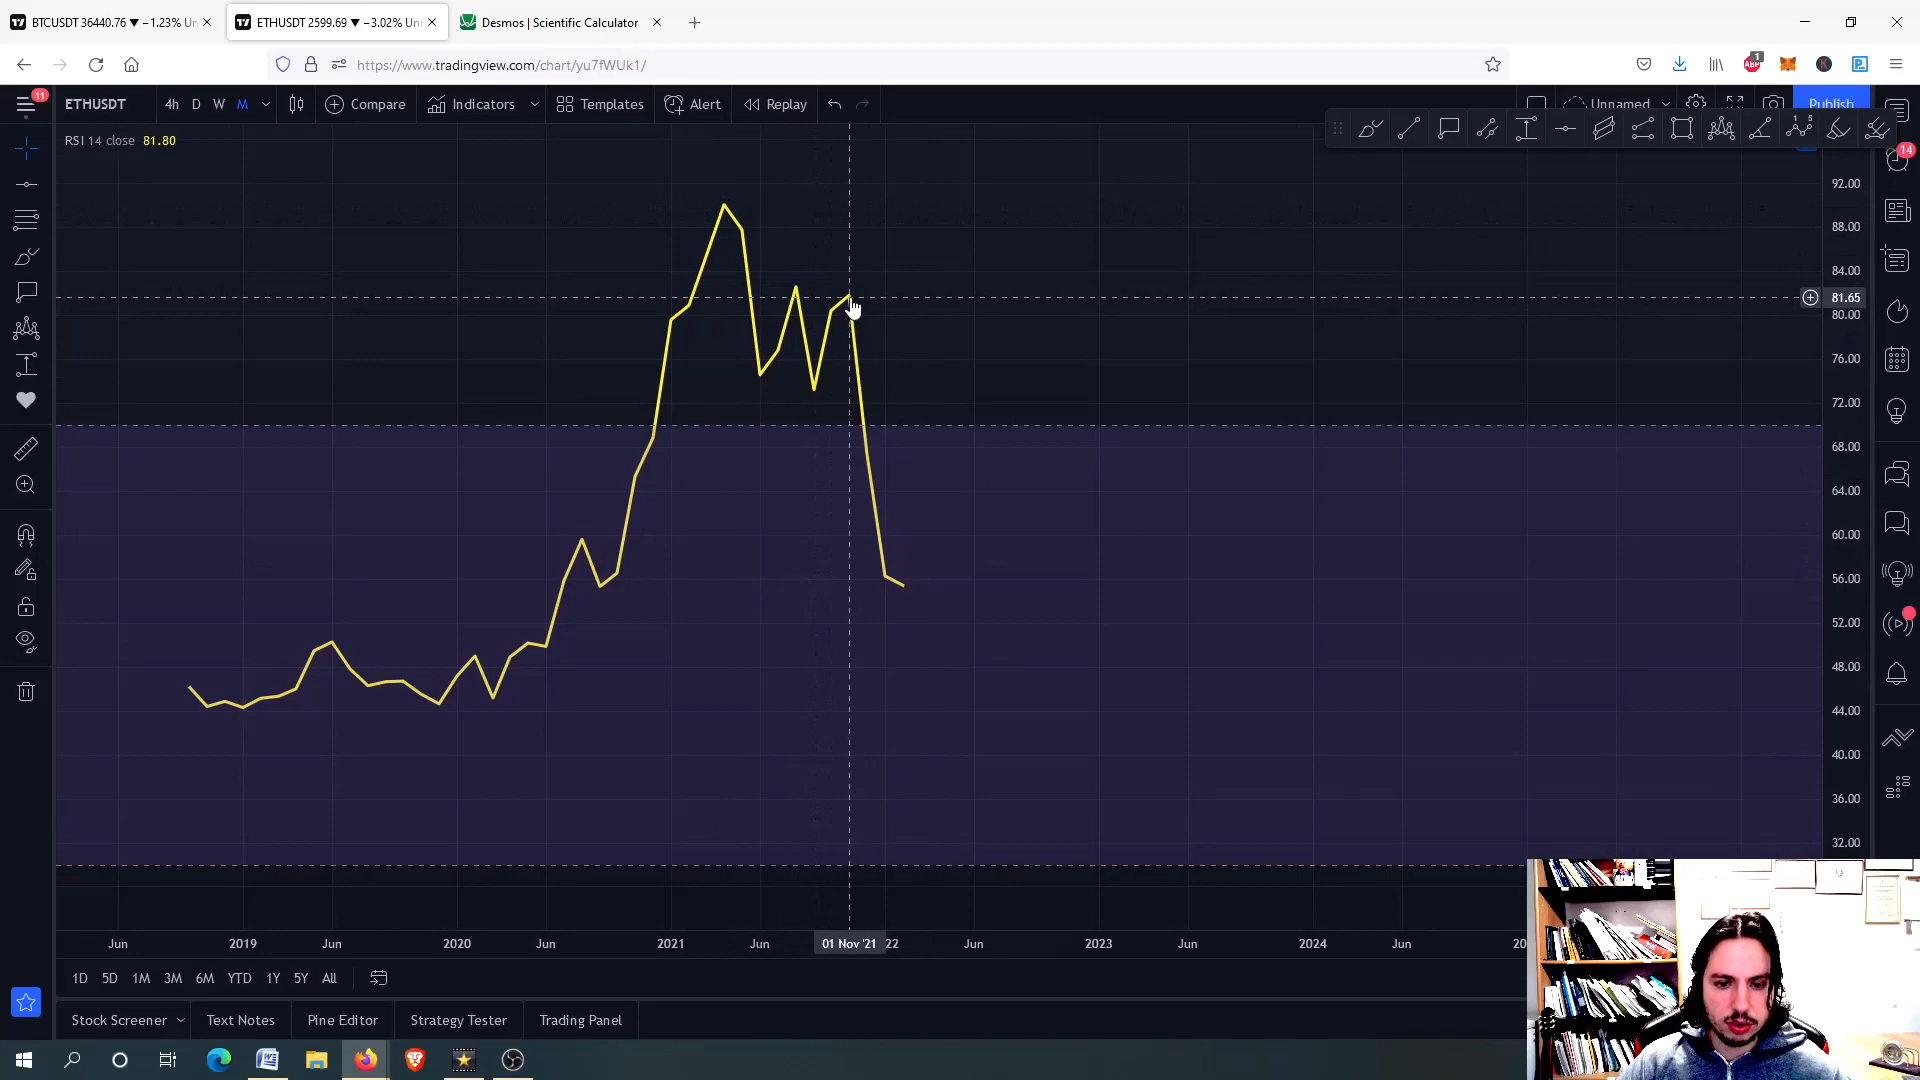 BTCUSDT 36440.76 ▼ −1.23% Un
ETHUSDT 2599.69 ▼ −3.02% Un
Desmos | Scientific Calculator
https://www.tradingview.com/chart/yu7fWUk1/
1
11
ETHUSDT 4h D W M Compare Indicators Templates Alert Replay Unnamed Publish
RSI 14 close 81.80
14
92.00
88.00
84.00
81.65
80.00
76.00
72.00
68.00
64.00
60.00
56.00
52.00
48.00
44.00
40.00
36.00
32.00
Jun 2019 Jun 2020 Jun 2021 Jun 01 Nov '21 22 Jun 2023 Jun 2024 Jun 20
1D 5D 1M 3M 6M YTD 1Y 5Y All
Stock Screener Text Notes Pine Editor Strategy Tester Trading Panel